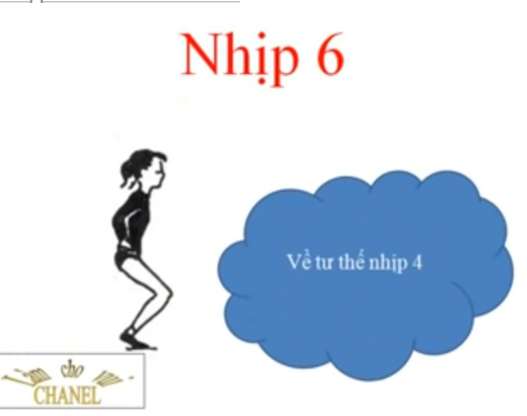 Nhịp 6
Về tư thế nhịp 4
cho
CHANEL